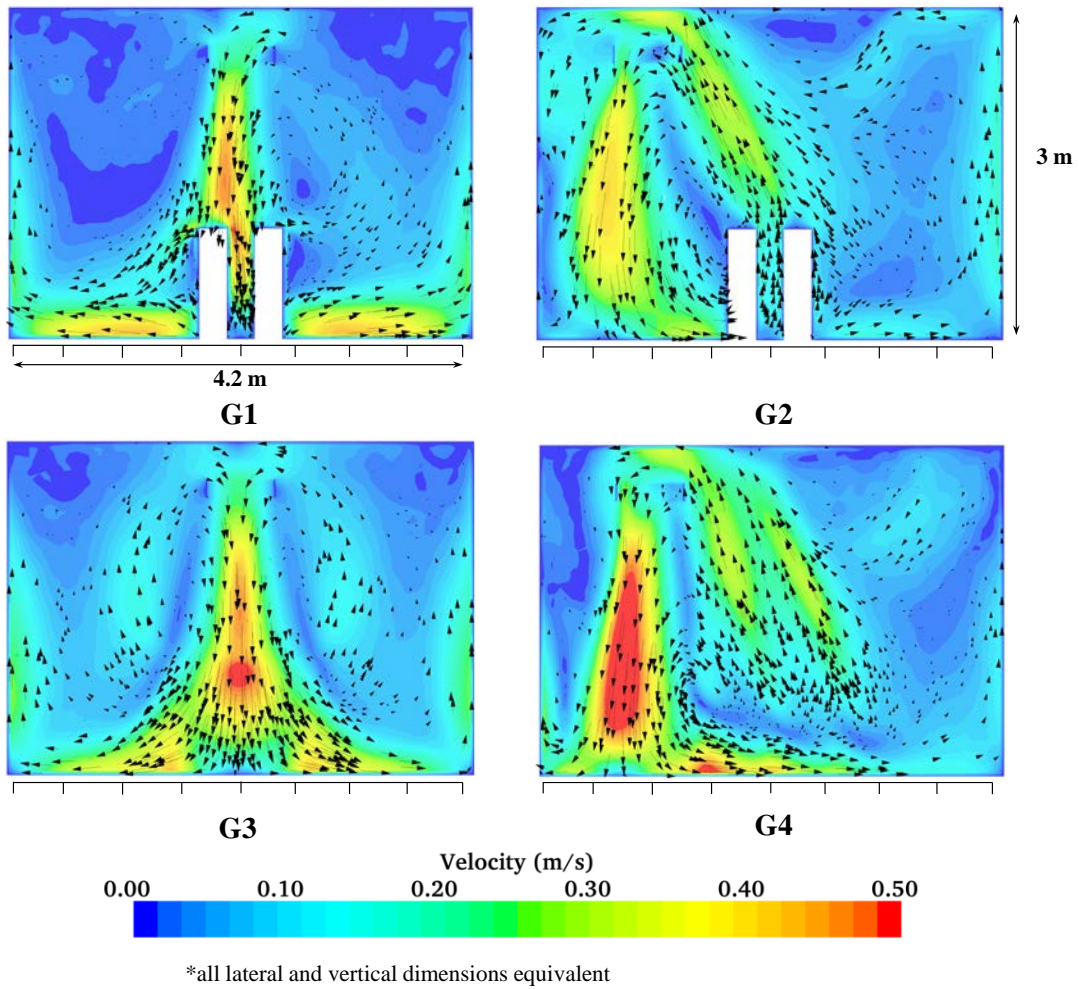 3 m
4.2 m
G1
G2
G3
G4
Velocity (m/s)
0.00 0.10 0.20 0.30 0.40 0.50
*all lateral and vertical dimensions equivalent